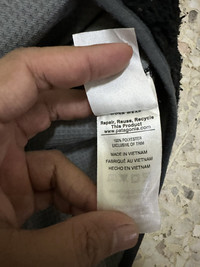 Repair, Reuse, Recycle
This Product
www.patagonia.com
100% POLYESTER
EXCLUSIVE OF TRIM
MADE IN VIETNAM
FABRIQUÉ AU VIETNAM
HECHO EN VIETNAM